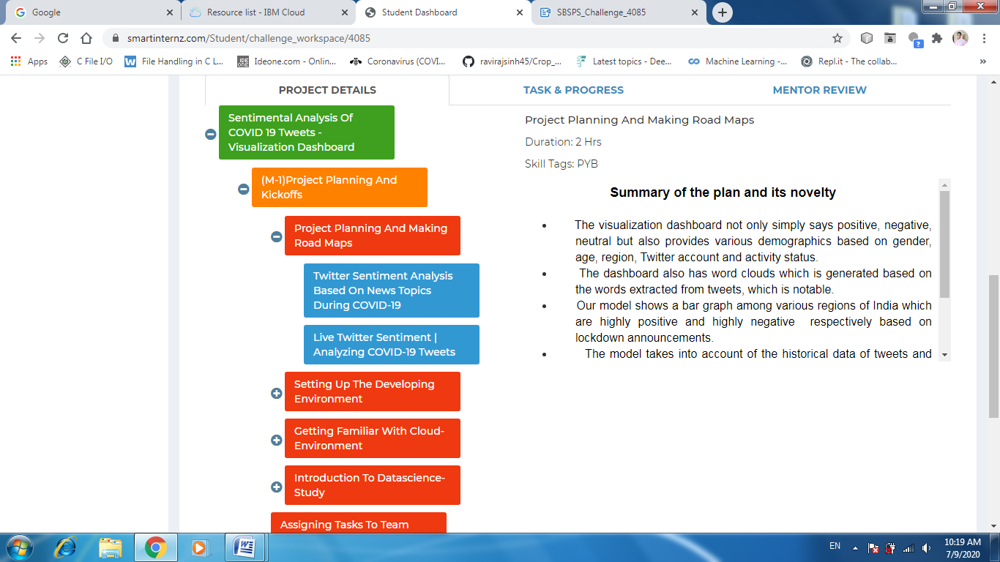 Google
Resource list - IBM Cloud
Student Dashboard
SBSPS_Challenge_4085
smartinternz.com/Student/challenge_workspace/4085
Apps
C File I/O
File Handling in C L...
Ideone.com - Onlin...
Coronavirus (COVI...
ravirajsinh45/Crop_...
Latest topics - Dee...
Machine Learning -...
Repl.it - The collab...
»
PROJECT DETAILS
TASK & PROGRESS
MENTOR REVIEW
Sentimental Analysis Of
COVID 19 Tweets -
Visualization Dashboard
(M-1)Project Planning And
Kickoffs
Project Planning And Making
Road Maps
Twitter Sentiment Analysis
Based On News Topics
During COVID-19
Live Twitter Sentiment |
Analyzing COVID-19 Tweets
Setting Up The Developing
Environment
Getting Familiar With Cloud-
Environment
Introduction To Datascience-
Study
Assigning Tasks To Team
Project Planning And Making Road Maps
Duration: 2 Hrs
Skill Tags: PYB
Summary of the plan and its novelty
• The visualization dashboard not only simply says positive, negative,
neutral but also provides various demographics based on gender,
age, region, Twitter account and activity status.
• The dashboard also has word clouds which is generated based on
the words extracted from tweets, which is notable.
• Our model shows a bar graph among various regions of India which
are highly positive and highly negative respectively based on
lockdown announcements.
• The model takes into account of the historical data of tweets and
EN
10:19 AM
7/9/2020